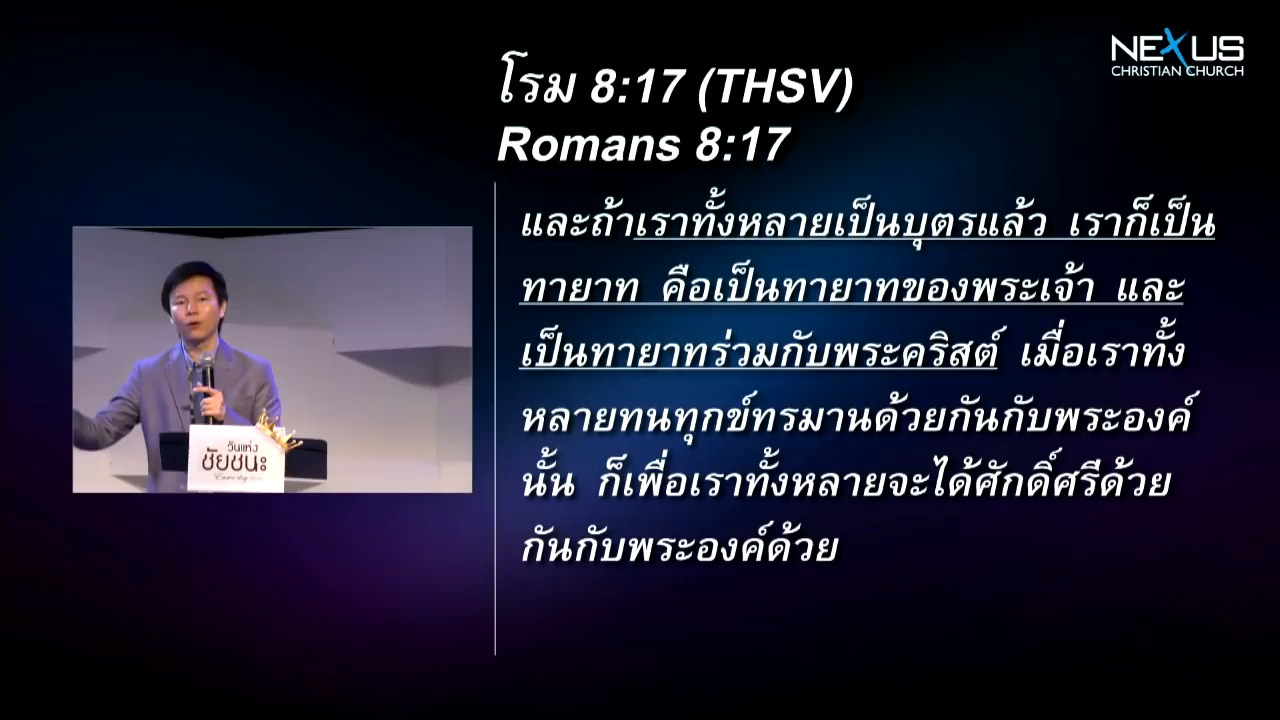 NEXUS
CHRISTIAN CHURCH
โรม 8:17 (THSV)
Romans 8:17
และถ้าเราทั้งหลายเป็นบุตรแล้ว เราก็เป็น
ทายาท คือเป็นทายาทของพระเจ้า และ
เป็นทายาทร่วมกับพระคริสต์ เมื่อเราทั้ง
หลายทนทุกข์ทรมานด้วยกันกับพระองค์
นั้น ก็เพื่อเราทั้งหลายจะได้ศักดิ์ศรีด้วย
กันกับพระองค์ด้วย
วันแห่ง
ชัยชนะ